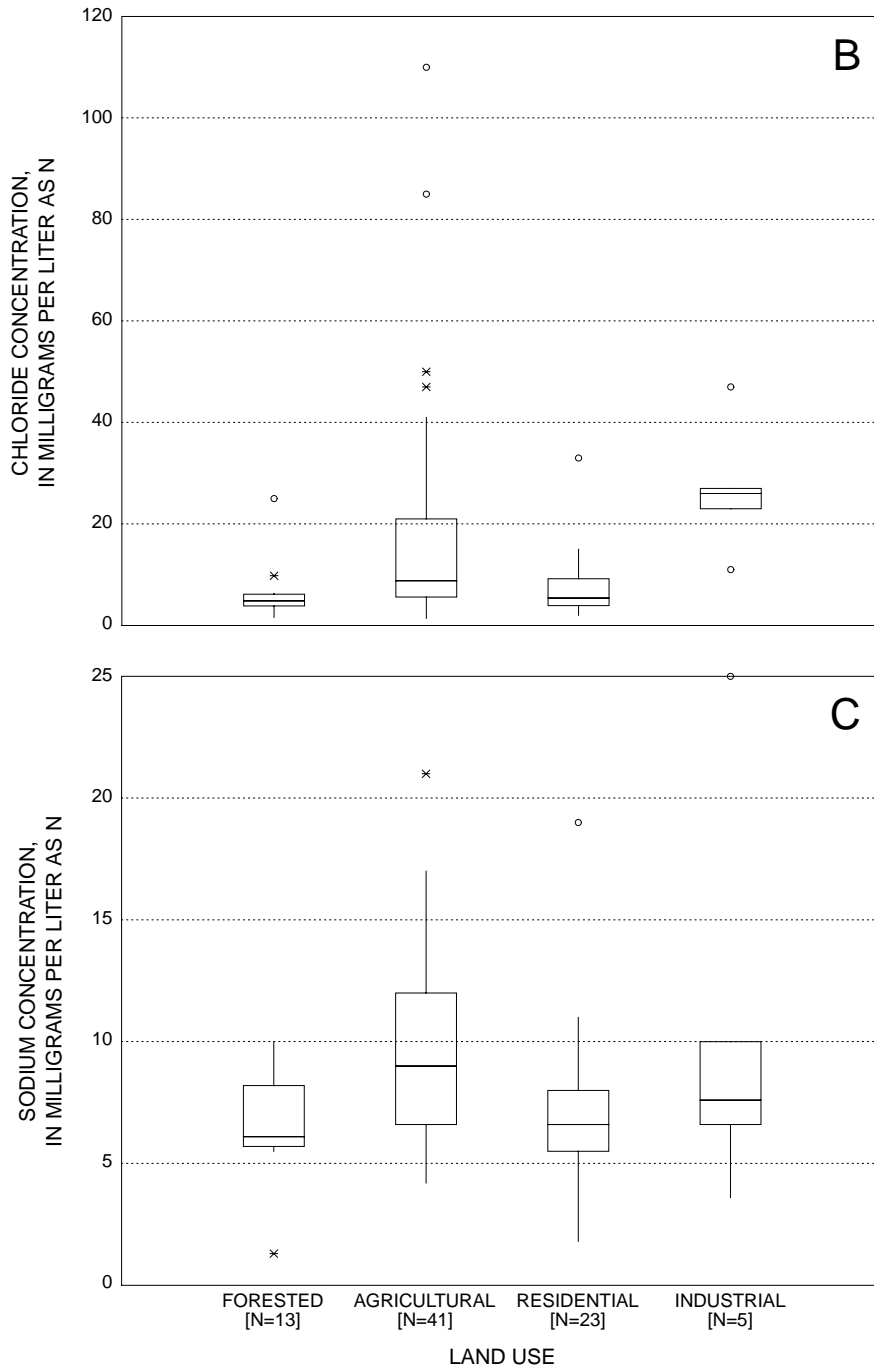 B
CHLORIDE CONCENTRATION,
IN MILLIGRAMS PER LITER AS N
120
100
80
60
40
20
0
C
SODIUM CONCENTRATION,
IN MILLIGRAMS PER LITER AS N
25
20
15
10
5
0
FORESTED AGRICULTURAL RESIDENTIAL INDUSTRIAL
[N=13] [N=41] [N=23] [N=5]
LAND USE